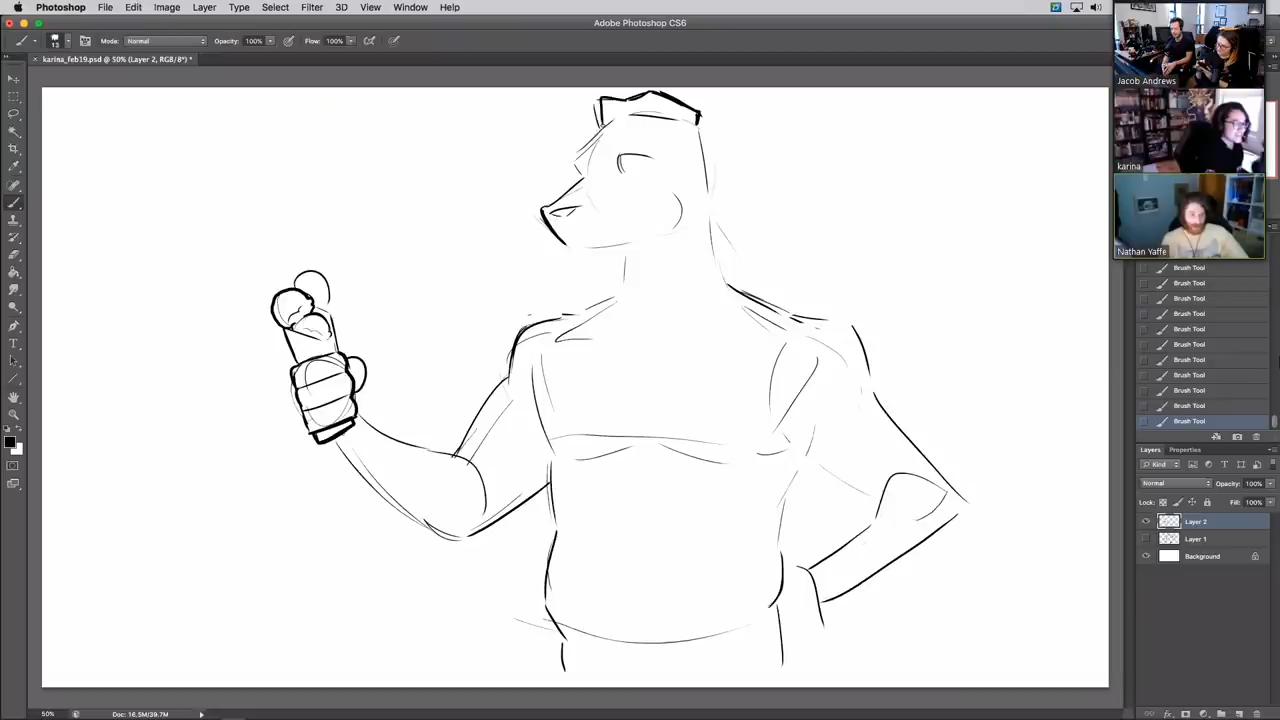 Photoshop File Edit Image Layer Type Select Filter 3D View Window Help
Adobe Photoshop CS6
13 Mode: Normal Opacity: 100% Flow: 100%
× karina_feb19.psd @ 50% (Layer 2, RGB/8*) *
Jacob Andrews
karina
Nathan Yaffe
Brush Tool
Brush Tool
Brush Tool
Brush Tool
Brush Tool
Brush Tool
Brush Tool
Brush Tool
Brush Tool
Brush Tool
Brush Tool
Layers Properties
Kind
Normal Opacity: 100%
Lock: Fill: 100%
Layer 2
Layer 1
Background
50% Doc: 16,5M/39,7M